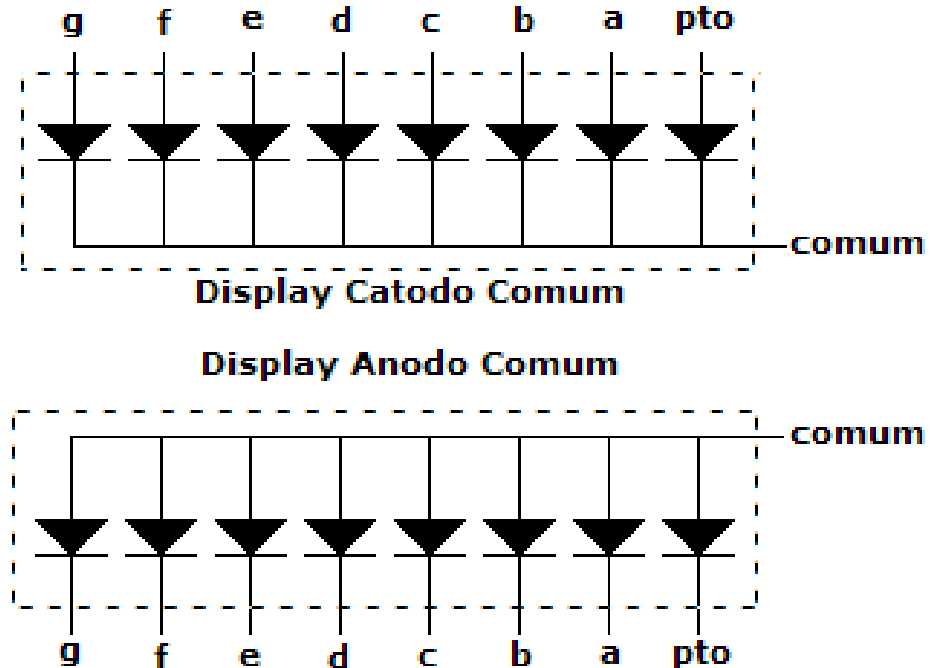 g f e d c b a pto
comum
Display Catodo Comum
Display Anodo Comum
comum
g f e d c b a pto